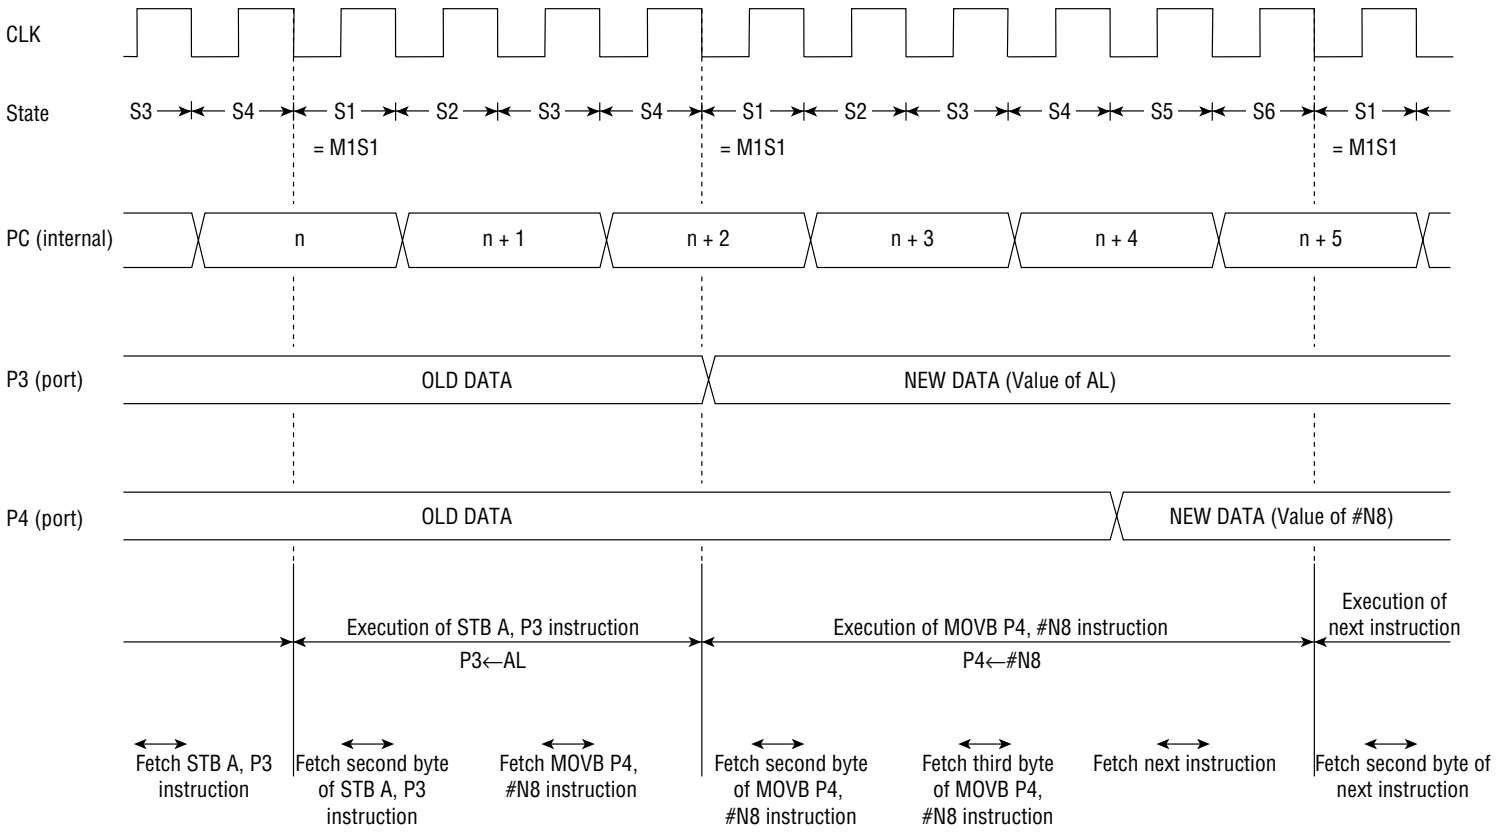 CLK
State
S3 S4 S1 S2 S3 S4 S1 S2 S3 S4 S5 S6 S1
= M1S1 = M1S1 = M1S1
PC (internal) n n + 1 n + 2 n + 3 n + 4 n + 5
P3 (port) OLD DATA NEW DATA (Value of AL)
P4 (port) OLD DATA NEW DATA (Value of #N8)
Execution of STB A, P3 instruction
P3←AL
Execution of MOVB P4, #N8 instruction
P4←#N8
Execution of
next instruction
Fetch STB A, P3
instruction
Fetch second byte
of STB A, P3
instruction
Fetch MOVB P4,
#N8 instruction
Fetch second byte
of MOVB P4,
#N8 instruction
Fetch third byte
of MOVB P4,
#N8 instruction
Fetch next instruction
Fetch second byte of
next instruction